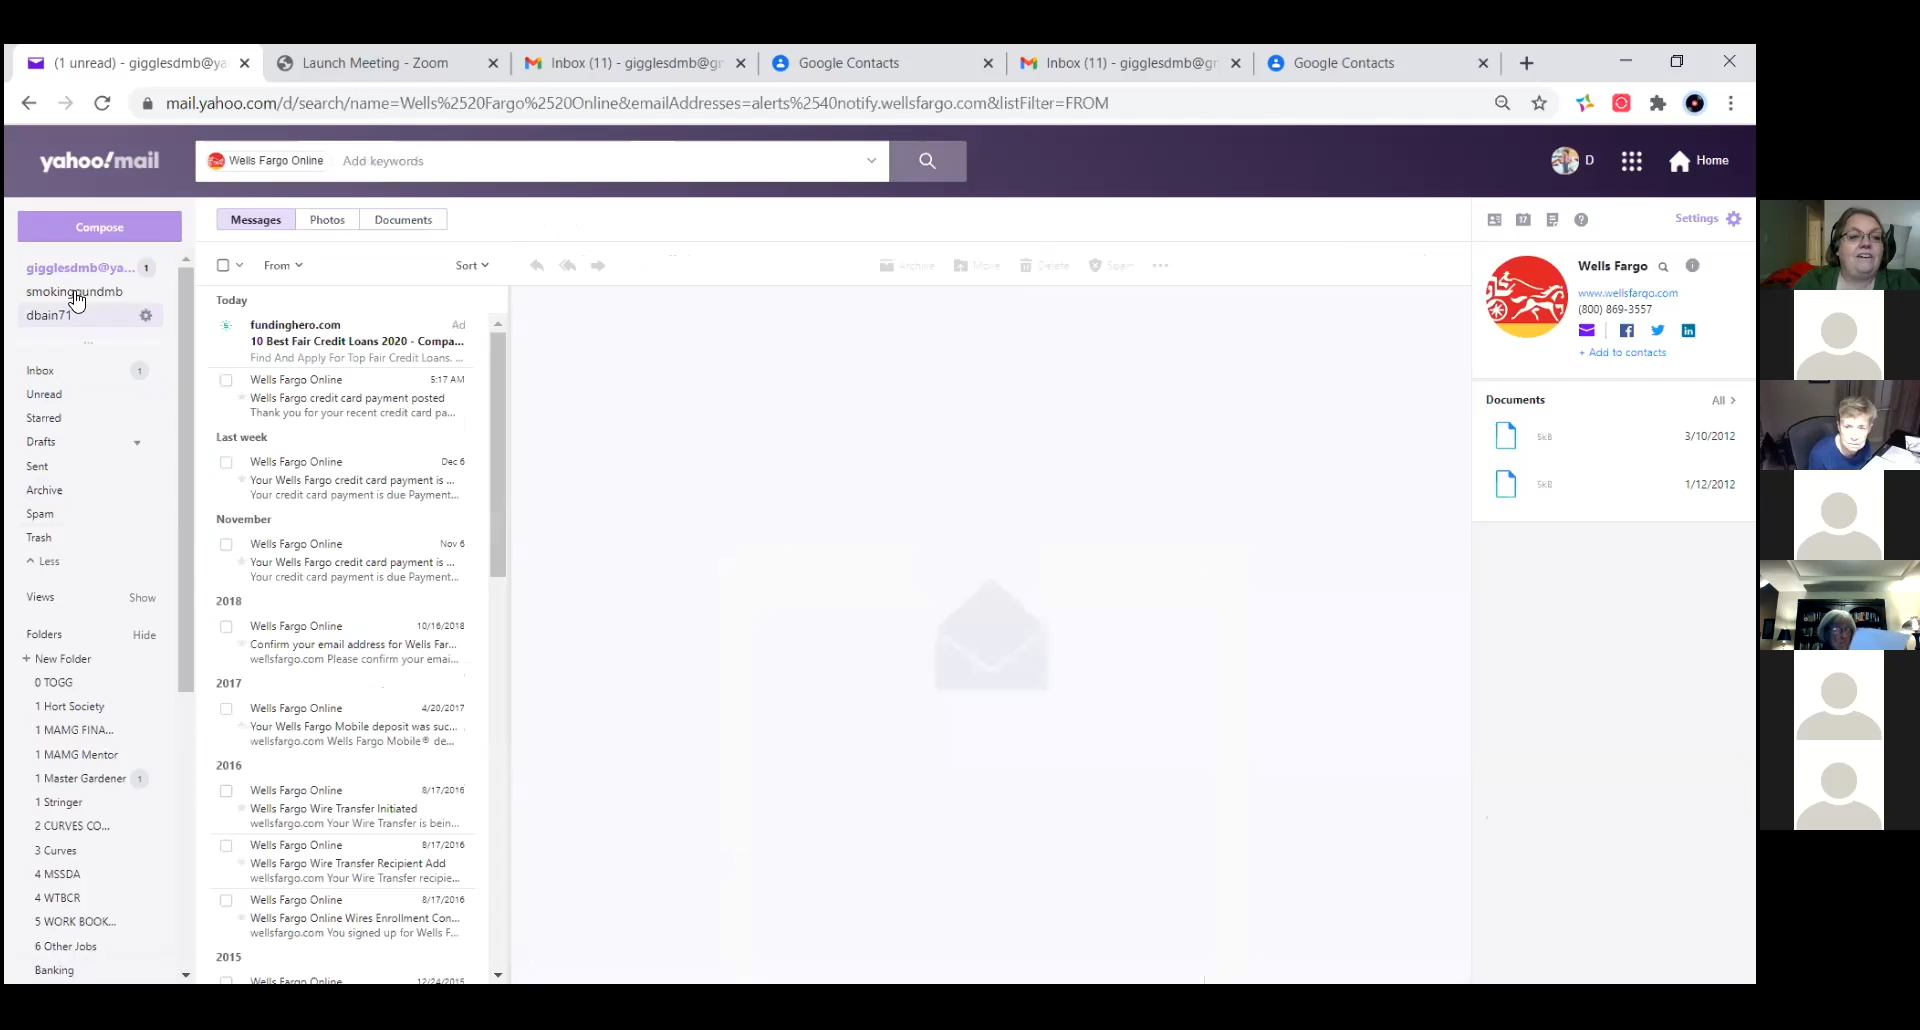 (1 unread) - gigglesdmb@ya
Launch Meeting - Zoom
Inbox (11) - gigglesdmb@gm
Google Contacts
Inbox (11) - gigglesdmb@gm
Google Contacts
mail.yahoo.com/d/search/name=Wells%2520Fargo%2520Online&emailAddresses=alerts%2540notify.wellsfargo.com&listFilter=FROM
yahoo!mail
Wells Fargo Online
Add keywords
D
Home
Compose
gigglesdmb@ya... 1
smokinggundmb
dbain71
...
Inbox 1
Unread
Starred
Drafts
Sent
Archive
Spam
Trash
Less
Views Show
Folders Hide
+ New Folder
0 TOGG
1 Hort Society
1 MAMG FINA...
1 MAMG Mentor
1 Master Gardener 1
1 Stringer
2 CURVES CO...
3 Curves
4 MSSDA
4 WTBCR
5 WORK BOOK...
6 Other Jobs
Banking
Messages Photos Documents
From Sort
Archive Move Delete Spam ...
Today
fundinghero.com Ad
10 Best Fair Credit Loans 2020 - Compa...
Find And Apply For Top Fair Credit Loans. ...
Wells Fargo Online 5:17 AM
Wells Fargo credit card payment posted
Thank you for your recent credit card pa...
Last week
Wells Fargo Online Dec 6
Your Wells Fargo credit card payment is ...
Your credit card payment is due Payment...
November
Wells Fargo Online Nov 6
Your Wells Fargo credit card payment is ...
Your credit card payment is due Payment...
2018
Wells Fargo Online 10/16/2018
Confirm your email address for Wells Far...
wellsfargo.com Please confirm your emai...
2017
Wells Fargo Online 4/20/2017
Your Wells Fargo Mobile deposit was suc...
wellsfargo.com Wells Fargo Mobile® de...
2016
Wells Fargo Online 8/17/2016
Wells Fargo Wire Transfer Initiated
wellsfargo.com Your Wire Transfer is bein...
Wells Fargo Online 8/17/2016
Wells Fargo Wire Transfer Recipient Add
wellsfargo.com Your Wire Transfer recipie...
Wells Fargo Online 8/17/2016
Wells Fargo Online Wires Enrollment Con...
wellsfargo.com You signed up for Wells F...
2015
Wells Fargo Online 12/24/2015
17
Settings
Wells Fargo
www.wellsfargo.com
(800) 869-3557
+ Add to contacts
Documents All >
5kB 3/10/2012
5kB 1/12/2012